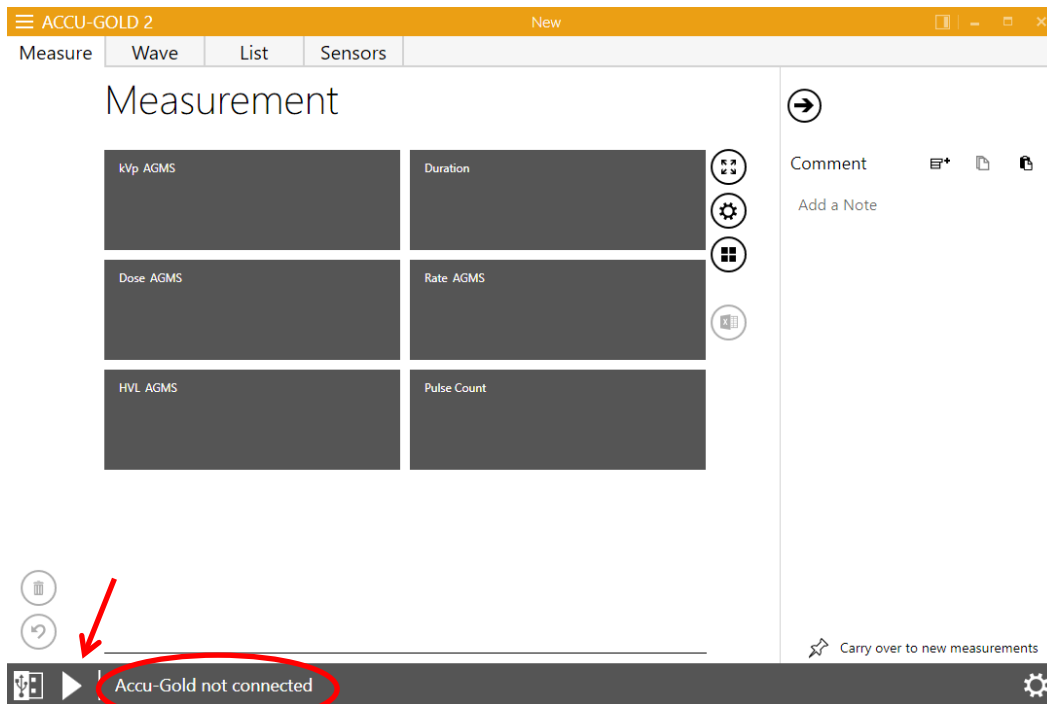 ACCU-GOLD 2
New
Measure
Wave
List
Sensors
Measurement
kVp AGMS
Duration
Dose AGMS
Rate AGMS
HVL AGMS
Pulse Count
Comment
Add a Note
Carry over to new measurements
Accu-Gold not connected